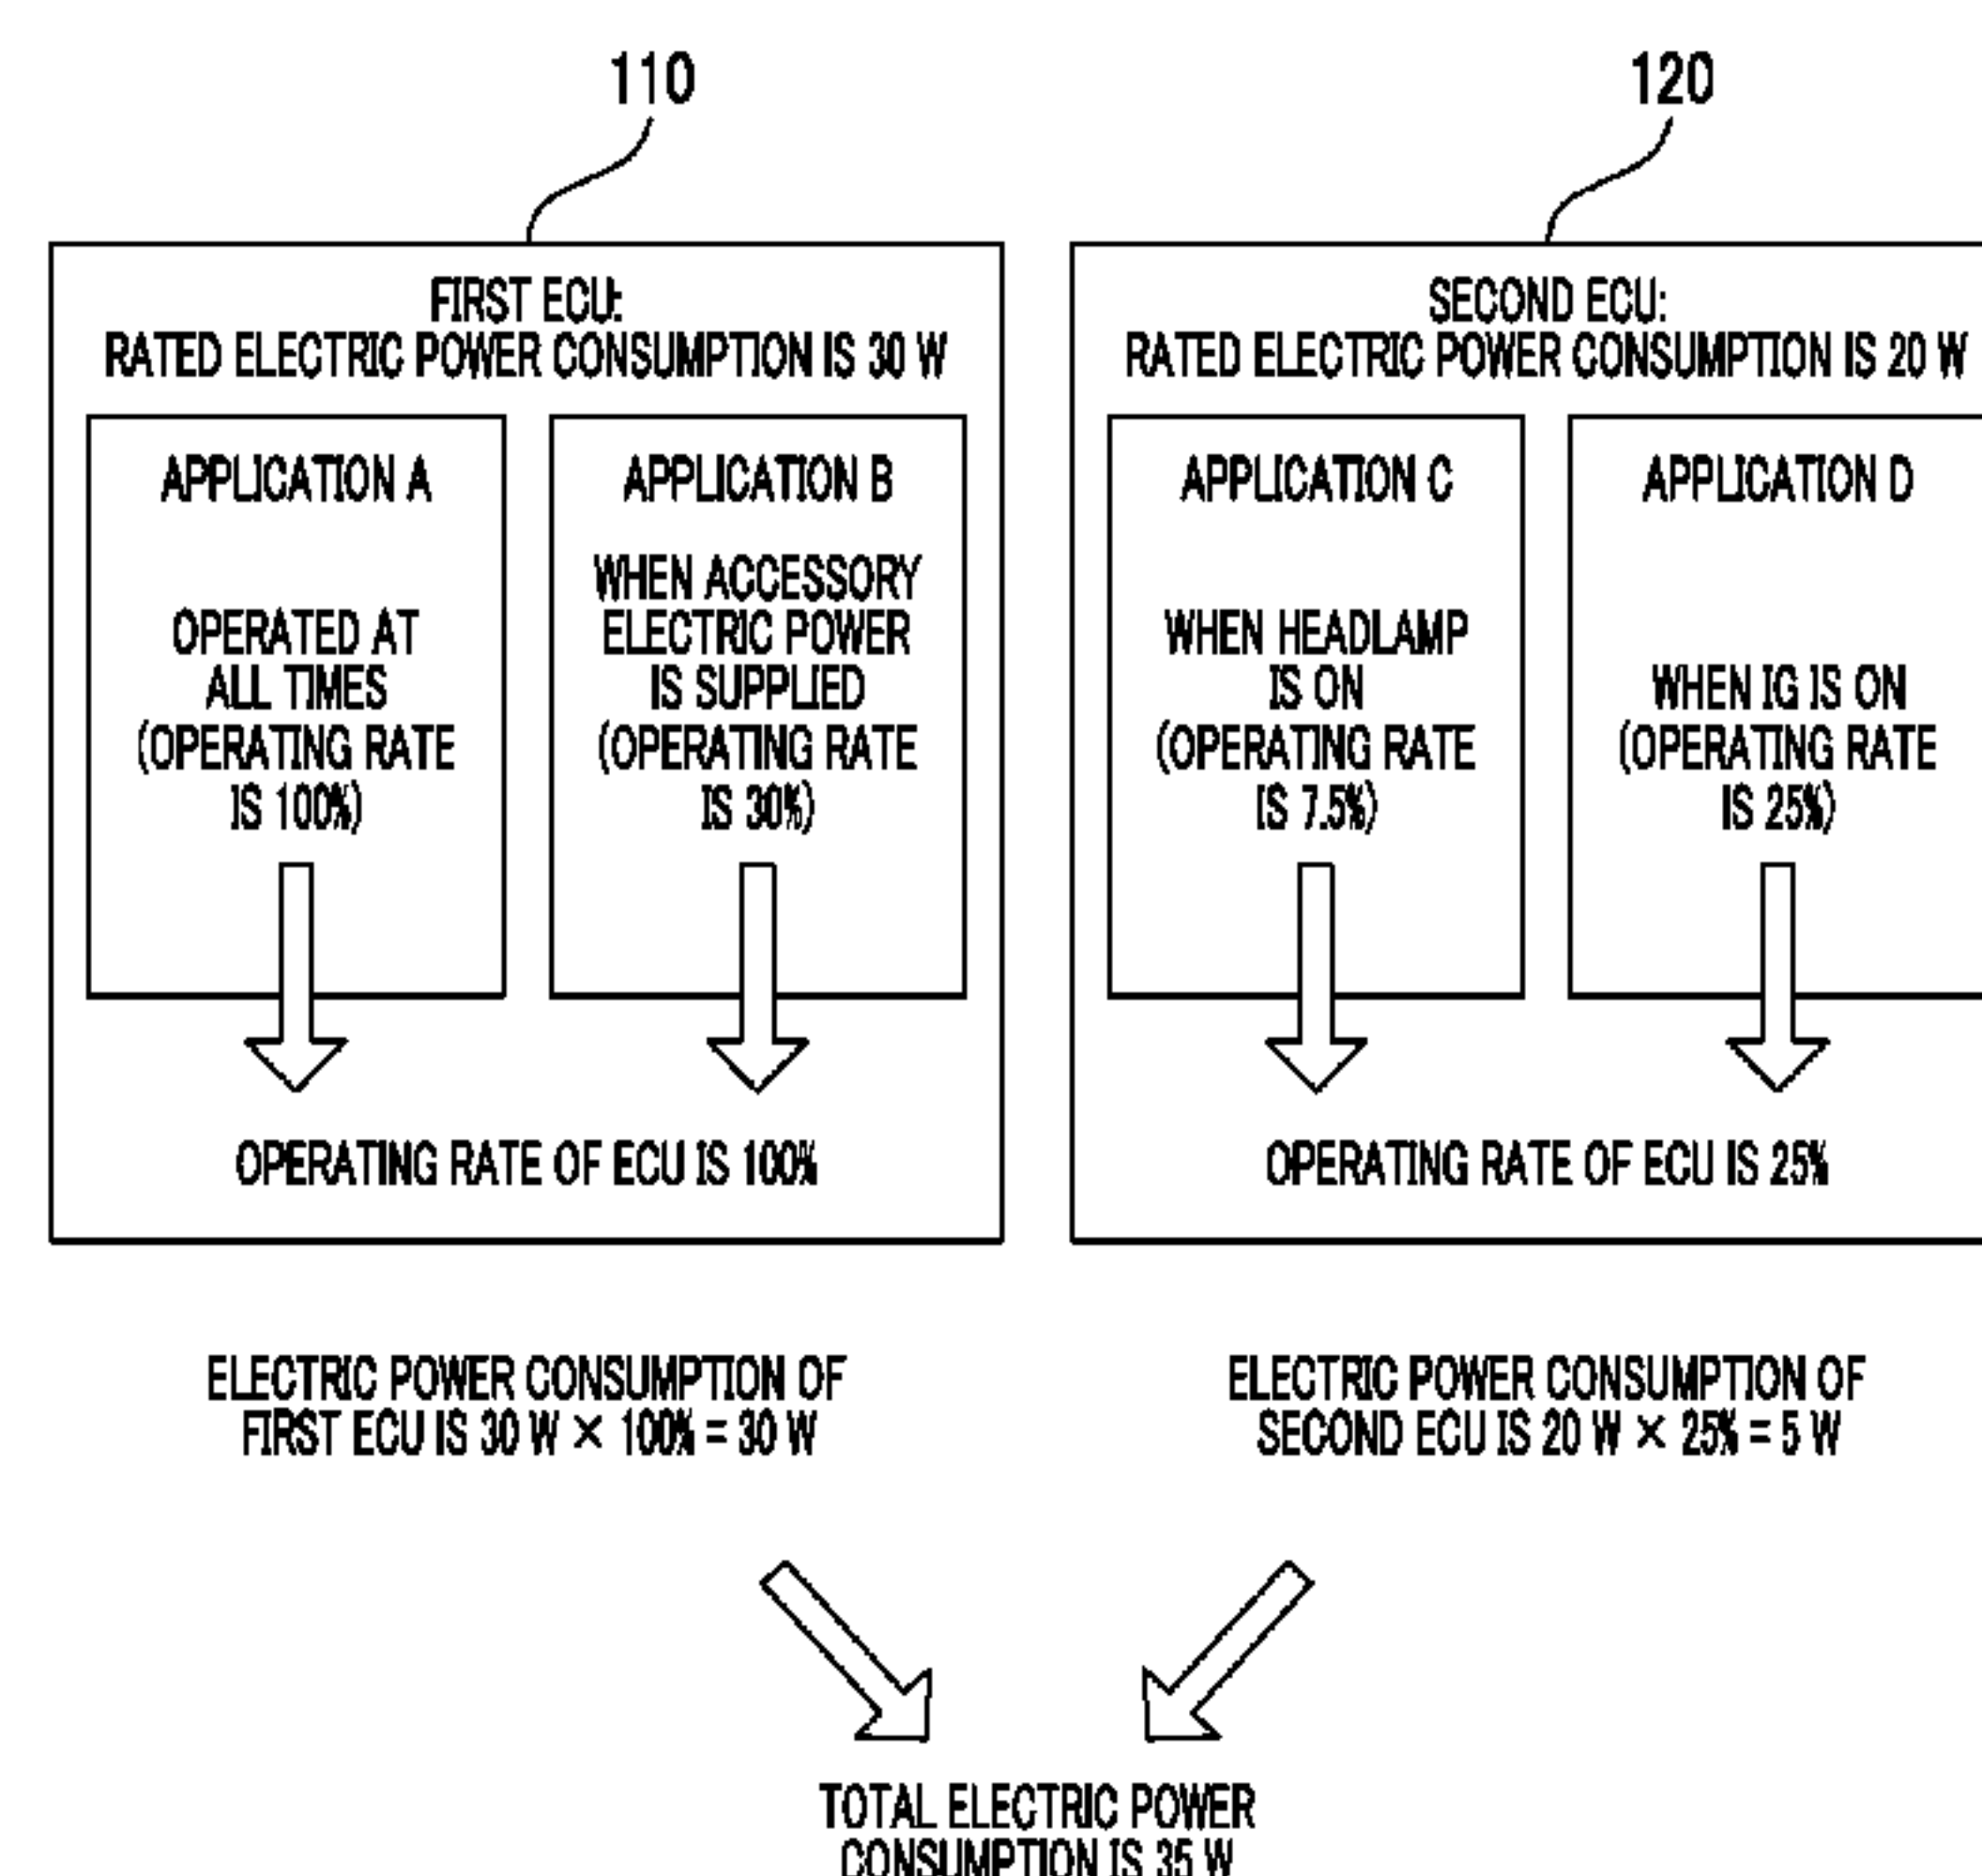 110
120
FIRST ECU:
RATED ELECTRIC POWER CONSUMPTION IS 30 W
APPLICATION A
OPERATED AT
ALL TIMES
(OPERATING RATE
IS 100%)
APPLICATION B
WHEN ACCESSORY
ELECTRIC POWER
IS SUPPLIED
(OPERATING RATE
IS 30%)
OPERATING RATE OF ECU IS 100%
SECOND ECU:
RATED ELECTRIC POWER CONSUMPTION IS 20 W
APPLICATION C
WHEN HEADLAMP
IS ON
(OPERATING RATE
IS 7.5%)
APPLICATION D
WHEN IG IS ON
(OPERATING RATE
IS 25%)
OPERATING RATE OF ECU IS 25%
ELECTRIC POWER CONSUMPTION OF
FIRST ECU IS 30 W × 100% = 30 W
ELECTRIC POWER CONSUMPTION OF
SECOND ECU IS 20 W × 25% = 5 W
TOTAL ELECTRIC POWER
CONSUMPTION IS 35 W